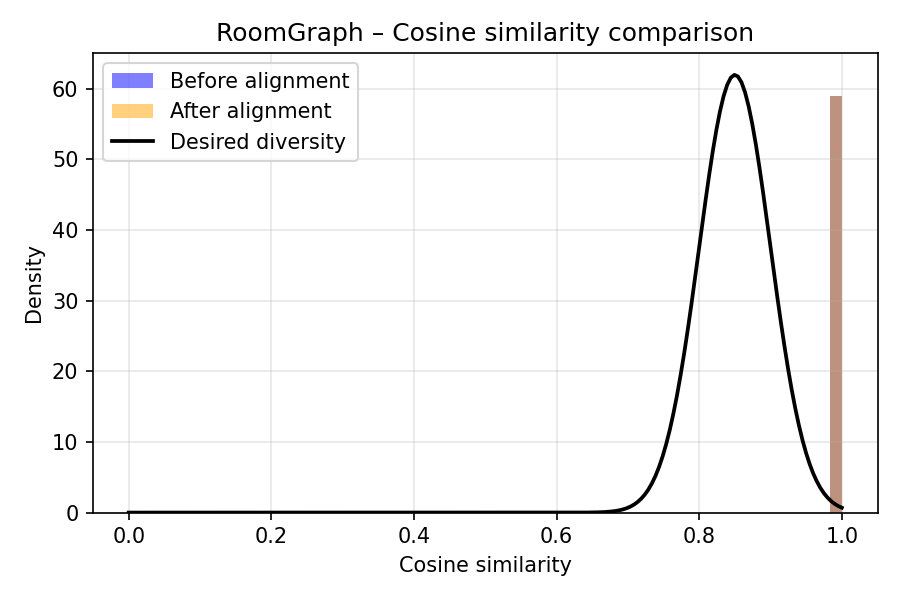 RoomGraph – Cosine similarity comparison
Before alignment
After alignment
Desired diversity
Density
60
50
40
30
20
10
0
0.0 0.2 0.4 0.6 0.8 1.0
Cosine similarity